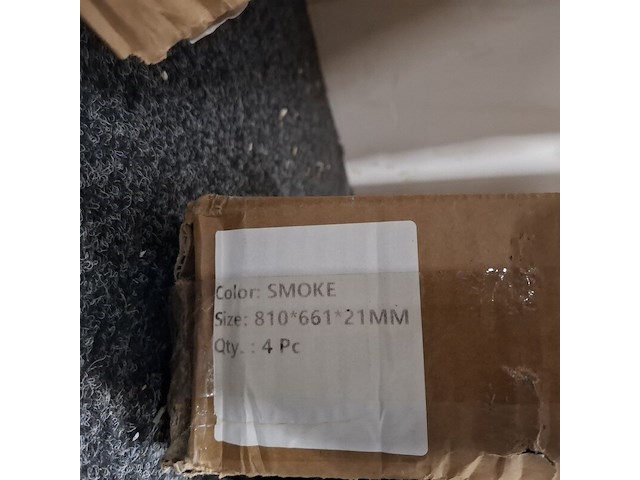 Color: SMOKE
Size: 810*661*21MM
Qty. : 4 Pc